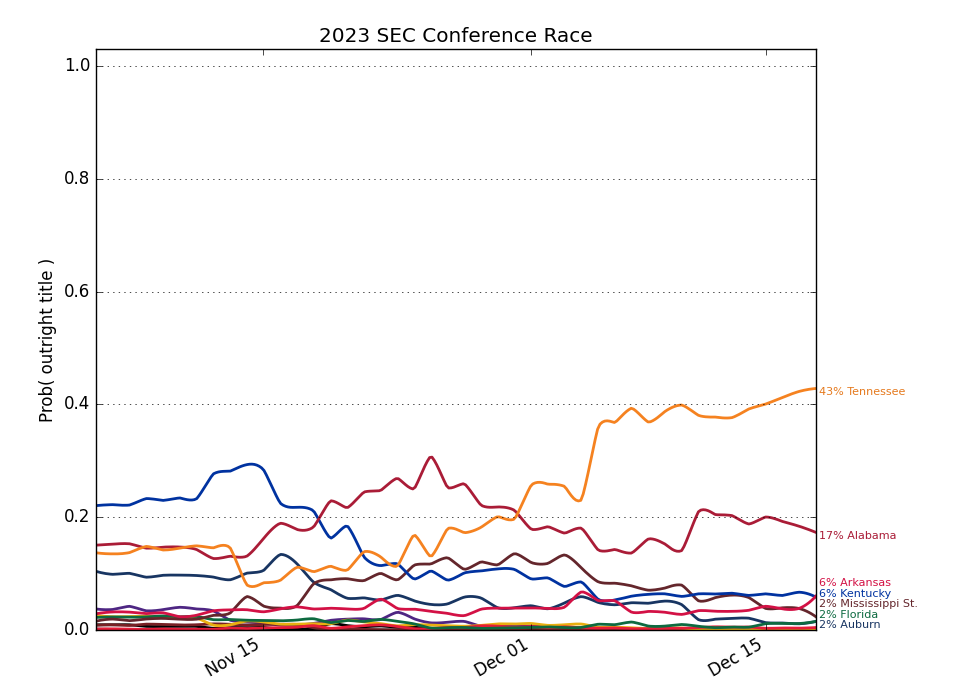 2023 SEC Conference Race
Prob( outright title )
1.0
0.8
0.6
0.4
0.2
0.0
43% Tennessee
17% Alabama
6% Arkansas
6% Kentucky
4% Mississippi St.
2% Florida
2% Auburn
Nov 15
Dec 01
Dec 15